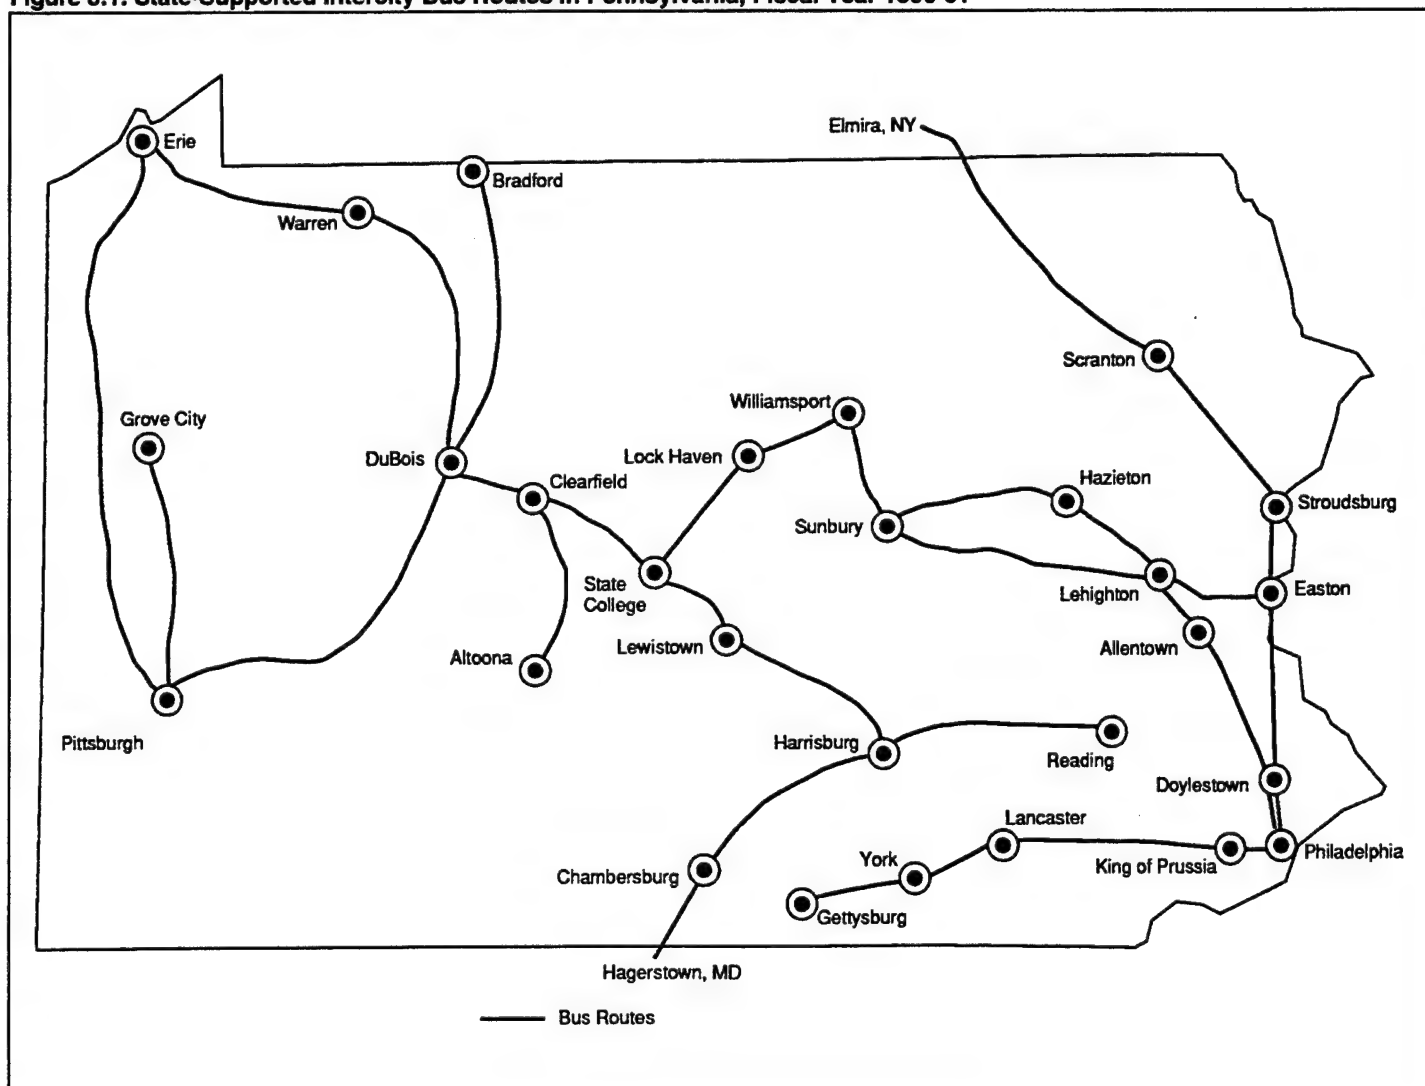 Figure 3.1: State-Supported Intercity Bus Routes in Pennsylvania, Fiscal Year 1990-91
Erie
Elmira, NY
Bradford
Warren
Scranton
Williamsport
Grove City
DuBois
Lock Haven
Clearfield
Hazieton
Stroudsburg
Sunbury
State
College
Lehighton
Easton
Lewistown
Allentown
Altoona
Pittsburgh
Harrisburg
Reading
Doylestown
Lancaster
Philadelphia
King of Prussia
York
Chambersburg
Gettysburg
Hagerstown, MD
Bus Routes